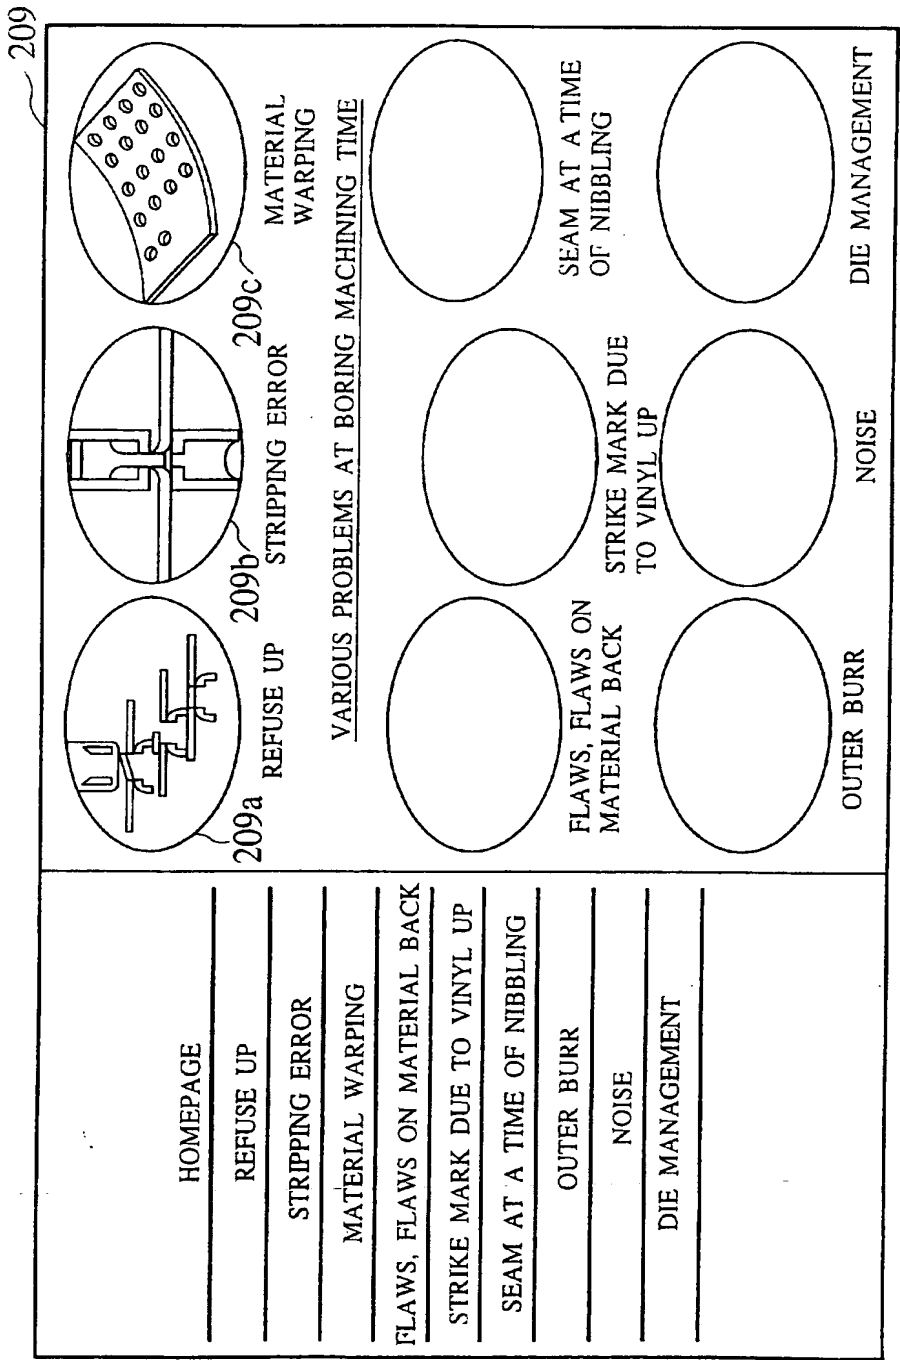 209
HOMEPAGE
REFUSE UP
STRIPPING ERROR
MATERIAL WARPING
FLAWS, FLAWS ON MATERIAL BACK
STRIKE MARK DUE TO VINYL UP
SEAM AT A TIME OF NIBBLING
OUTER BURR
NOISE
DIE MANAGEMENT
209a
209b
209c
REFUSE UP
STRIPPING ERROR
MATERIAL
WARPING
VARIOUS PROBLEMS AT BORING MACHINING TIME
FLAWS, FLAWS ON
MATERIAL BACK
STRIKE MARK DUE
TO VINYL UP
SEAM AT A TIME
OF NIBBLING
OUTER BURR
NOISE
DIE MANAGEMENT